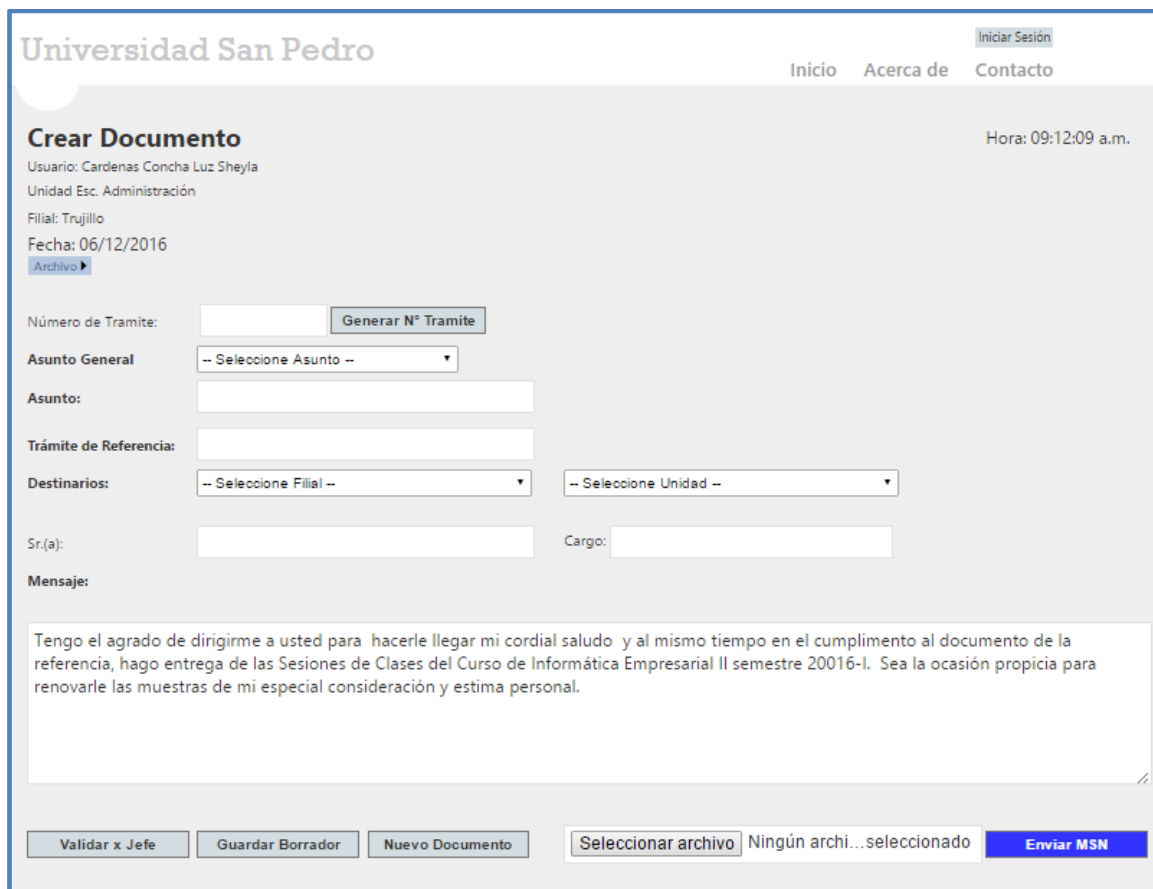 Universidad San Pedro
Iniciar Sesión
Inicio Acerca de Contacto
Crear Documento
Hora: 09:12:09 a.m.
Usuario: Cardenas Concha Luz Sheyla
Unidad Esc. Administración
Filial: Trujillo
Fecha: 06/12/2016
Archivo
Número de Tramite: Generar N° Tramite
Asunto General -- Seleccione Asunto --
Asunto:
Trámite de Referencia:
Destinarios: -- Seleccione Filial -- -- Seleccione Unidad --
Sr.(a): Cargo:
Mensaje:
Tengo el agrado de dirigirme a usted para hacerle llegar mi cordial saludo y al mismo tiempo en el cumplimento al documento de la
referencia, hago entrega de las Sesiones de Clases del Curso de Informática Empresarial II semestre 20016-I. Sea la ocasión propicia para
renovarle las muestras de mi especial consideración y estima personal.
Validar x Jefe Guardar Borrador Nuevo Documento Seleccionar archivo Ningún archi...seleccionado Enviar MSN